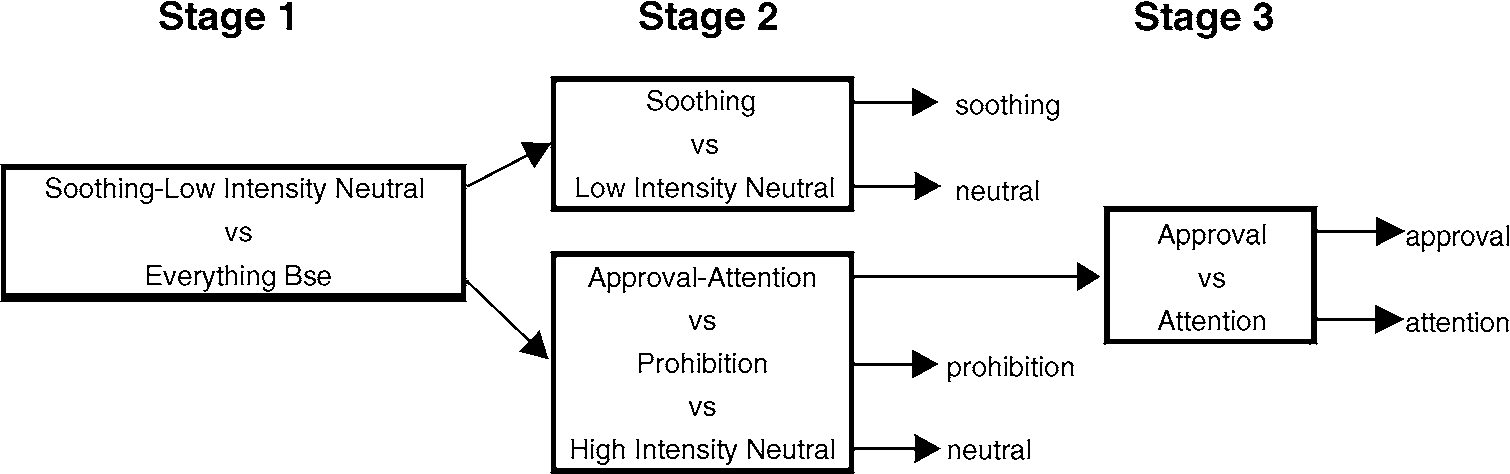 Stage 1
Stage 2
Stage 3
Soothing-Low Intensity Neutral
vs
Everything Bse
Soothing
vs
Low Intensity Neutral
soothing
neutral
Approval-Attention
vs
Prohibition
vs
High Intensity Neutral
prohibition
neutral
Approval
vs
Attention
approval
attention